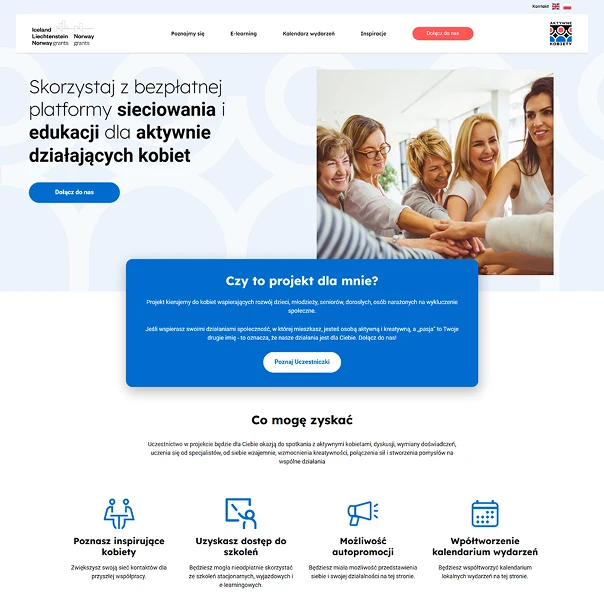 Kontakt
Iceland
Liechtenstein Norway
Norway grants grants
Poznajmy się
E-learning
Kalendarz wydarzeń
Inspiracje
Dołącz do nas
AKTYWNE
KOBIETY
Skorzystaj z bezpłatnej
platformy sieciowania i
edukacji dla aktywnie
działających kobiet
Dołącz do nas
Czy to projekt dla mnie?
Projekt kierujemy do kobiet wspierających rozwój dzieci, młodzieży, seniorów, dorosłych, osób narażonych na wykluczenie
społeczne.
Jeśli wspierasz swoimi działaniami społeczność, w której mieszkasz, jesteś osobą aktywną i kreatywną, a „pasja” to Twoje
drugie imię - to oznacza, że nasze działania jest dla Ciebie. Dołącz do nas!
Poznaj Uczestniczki
Co mogę zyskać
Uczestnictwo w projekcie będzie dla Ciebie okazją do spotkania z aktywnymi kobietami, dyskusji, wymiany doświadczeń,
uczenia się od specjalistów, od siebie wzajemnie, wzmocnienia kreatywności, połączenia sił i stworzenia pomysłów na
wspólne działania
Poznasz inspirujące
kobiety
Zwiększysz swoją sieć kontaktów dla
przyszłej współpracy.
Uzyskasz dostęp do
szkoleń
Będziesz mogła nieodpłatnie skorzystać
ze szkoleń stacjonarnych, wyjazdowych i
e-learningowych.
Możliwość
autopromocji
Będziesz miała możliwość przedstawienia
siebie i swojej działalności na tej stronie.
Wpółtworzenie
kalendarium wydarzeń
Będziesz współtworzyć kalendarium
lokalnych wydarzeń na tej stronie.